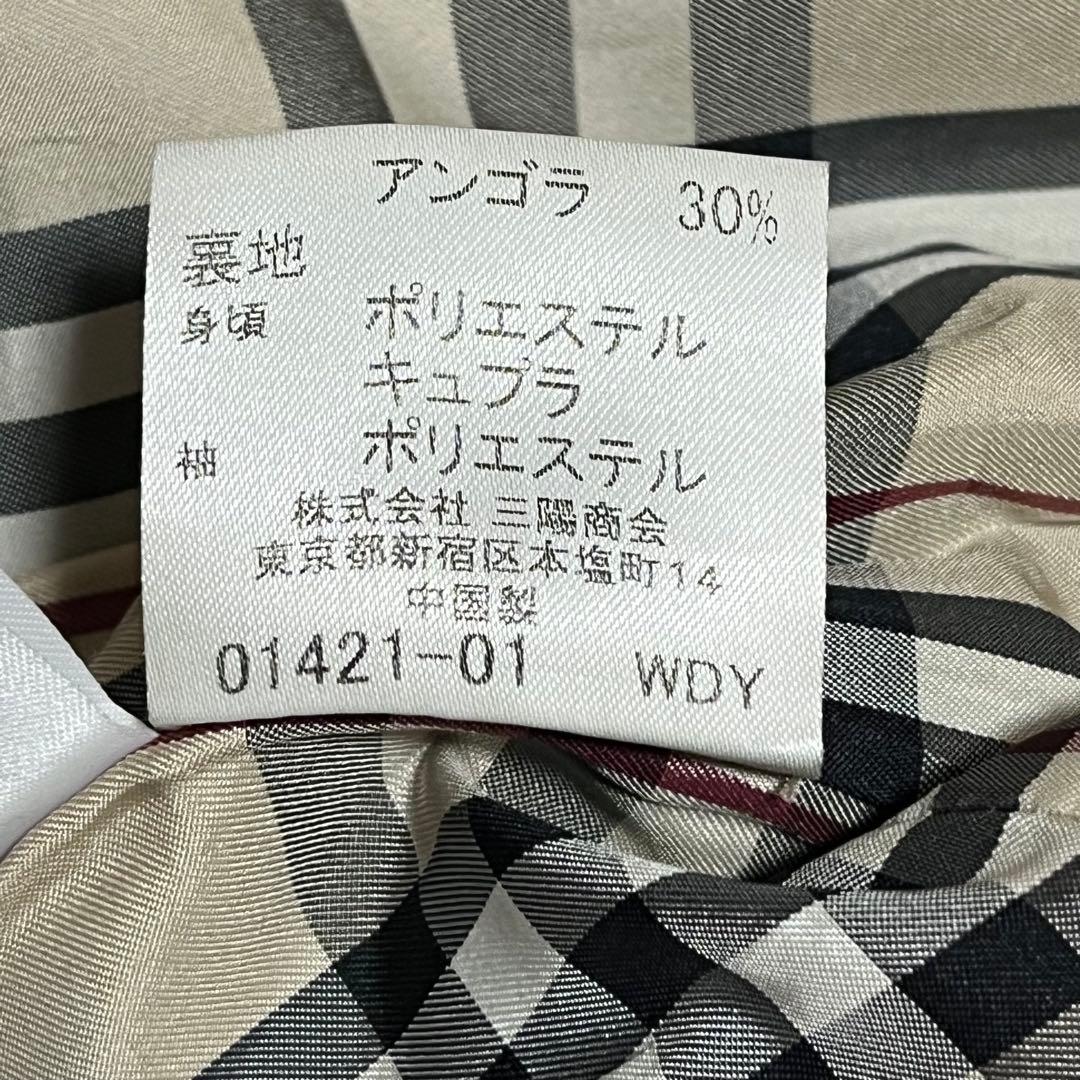 アンゴラ 30%
裏地
身頃 ポリエステル
キュプラ
袖 ポリエステル
株式会社 三陽商会
東京都新宿区本塩町14
中国製
01421-01 WDY